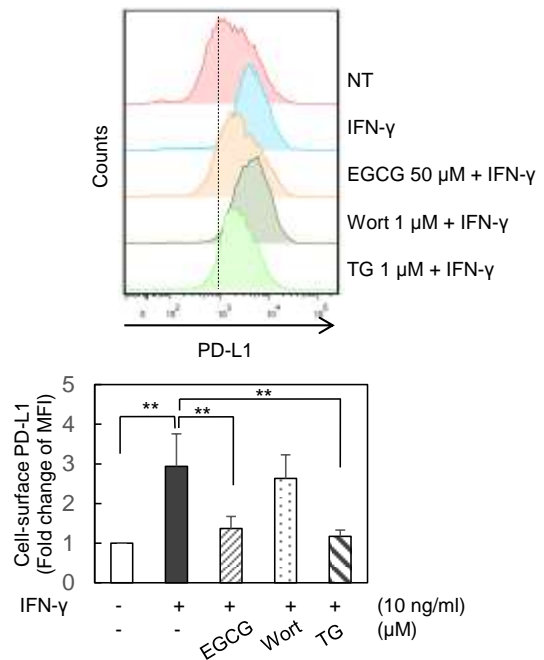 NT
IFN-γ
EGCG 50 μM + IFN-γ
Wort 1 μM + IFN-γ
TG 1 μM + IFN-γ
Counts
PD-L1
Cell-surface PD-L1
(Fold change of MFI)
5
4
3
2
1
0
** ** **
IFN-γ - + + + + (10 ng/ml)
- - EGCG Wort TG (μM)